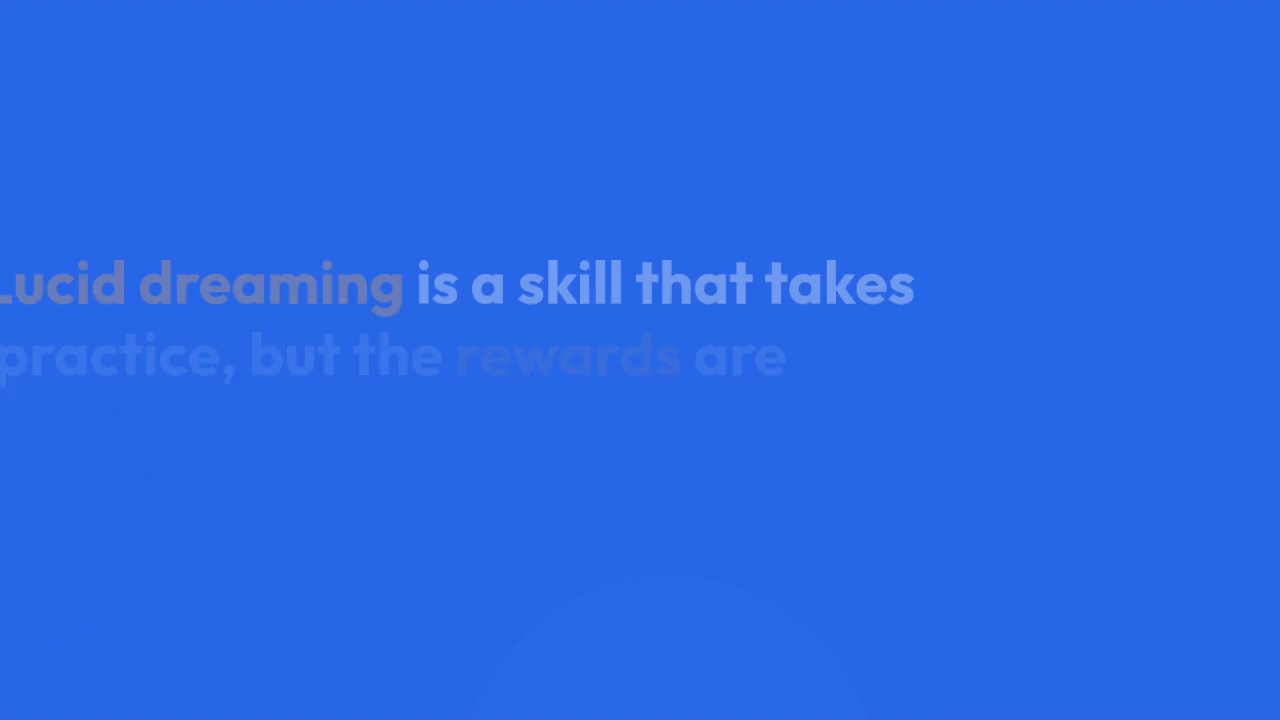 Lucid dreaming is a skill that takes
practice, but the rewards are